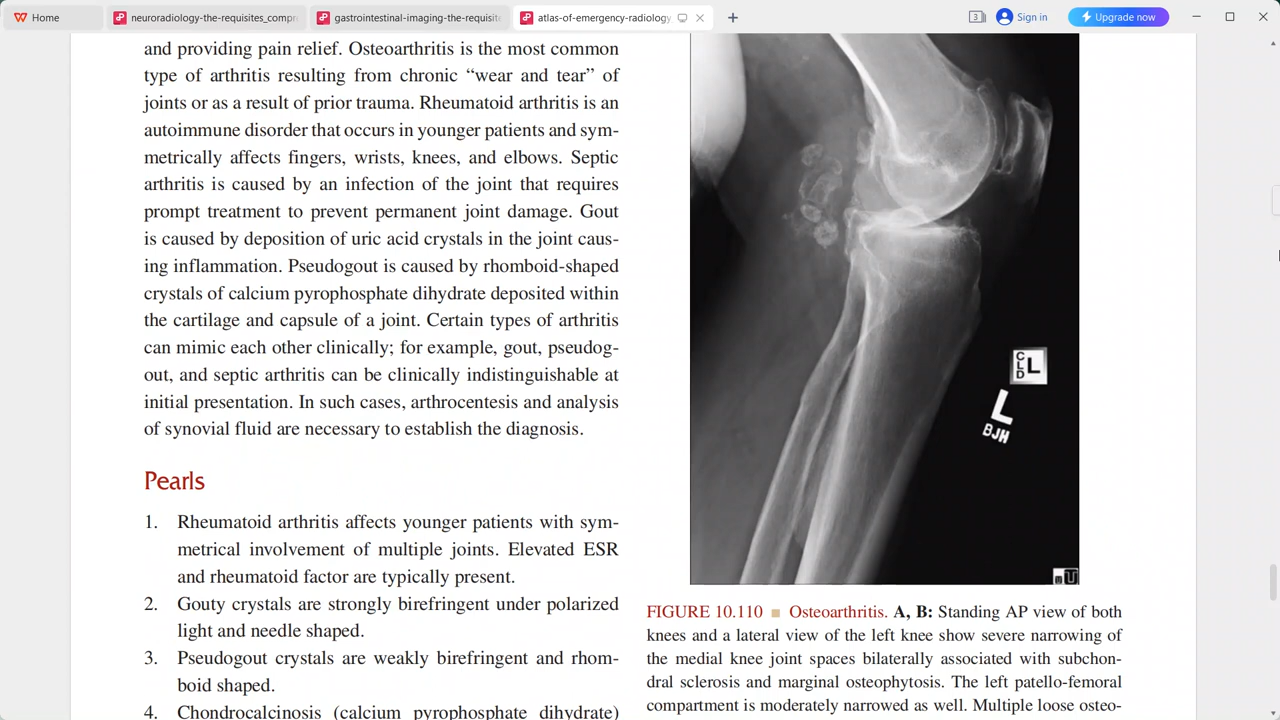 Home
neuroradiology-the-requisites_compr
gastrointestinal-imaging-the-requisite
atlas-of-emergency-radiology
3
Sign in
Upgrade now
and providing pain relief. Osteoarthritis is the most common
type of arthritis resulting from chronic “wear and tear” of
joints or as a result of prior trauma. Rheumatoid arthritis is an
autoimmune disorder that occurs in younger patients and sym-
metrically affects fingers, wrists, knees, and elbows. Septic
arthritis is caused by an infection of the joint that requires
prompt treatment to prevent permanent joint damage. Gout
is caused by deposition of uric acid crystals in the joint caus-
ing inflammation. Pseudogout is caused by rhomboid-shaped
crystals of calcium pyrophosphate dihydrate deposited within
the cartilage and capsule of a joint. Certain types of arthritis
can mimic each other clinically; for example, gout, pseudog-
out, and septic arthritis can be clinically indistinguishable at
initial presentation. In such cases, arthrocentesis and analysis
of synovial fluid are necessary to establish the diagnosis.
Pearls
1. Rheumatoid arthritis affects younger patients with sym-
metrical involvement of multiple joints. Elevated ESR
and rheumatoid factor are typically present.
2. Gouty crystals are strongly birefringent under polarized
light and needle shaped.
3. Pseudogout crystals are weakly birefringent and rhom-
boid shaped.
4. Chondrocalcinosis (calcium pyrophosphate dihydrate)
CLD L
L
BJH
FIGURE 10.110 ■ Osteoarthritis. A, B: Standing AP view of both
knees and a lateral view of the left knee show severe narrowing of
the medial knee joint spaces bilaterally associated with subchon-
dral sclerosis and marginal osteophytosis. The left patello-femoral
compartment is moderately narrowed as well. Multiple loose osteo-